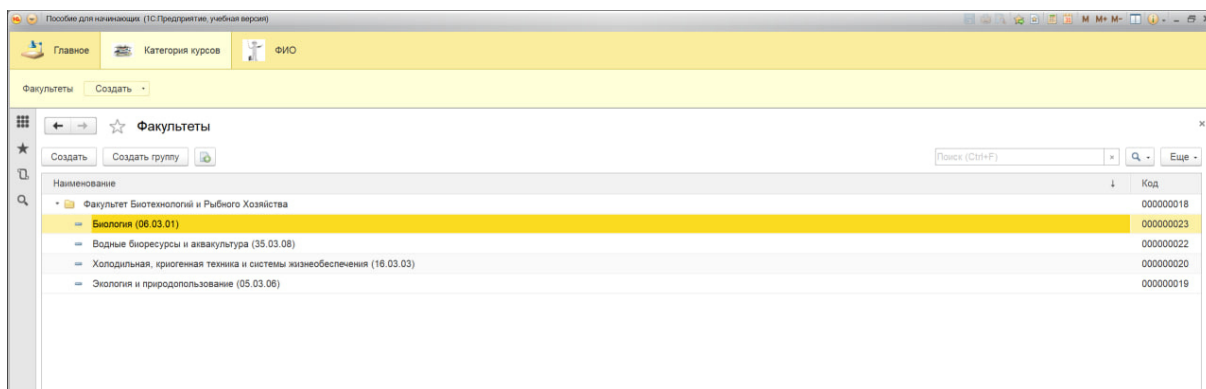 Пособие для начинающих (1С:Предприятие, учебная версия) M M+ M-
Главное Категория курсов ФИО
Факультеты Создать
Факультеты
Создать Создать группу Поиск (Ctrl+F) Еще
Наименование Код
Факультет Биотехнологий и Рыбного Хозяйства 000000018
Биология (06.03.01) 000000023
Водные биоресурсы и аквакультура (35.03.08) 000000022
Холодильная, криогенная техника и системы жизнеобеспечения (16.03.03) 000000020
Экология и природопользование (05.03.06) 000000019